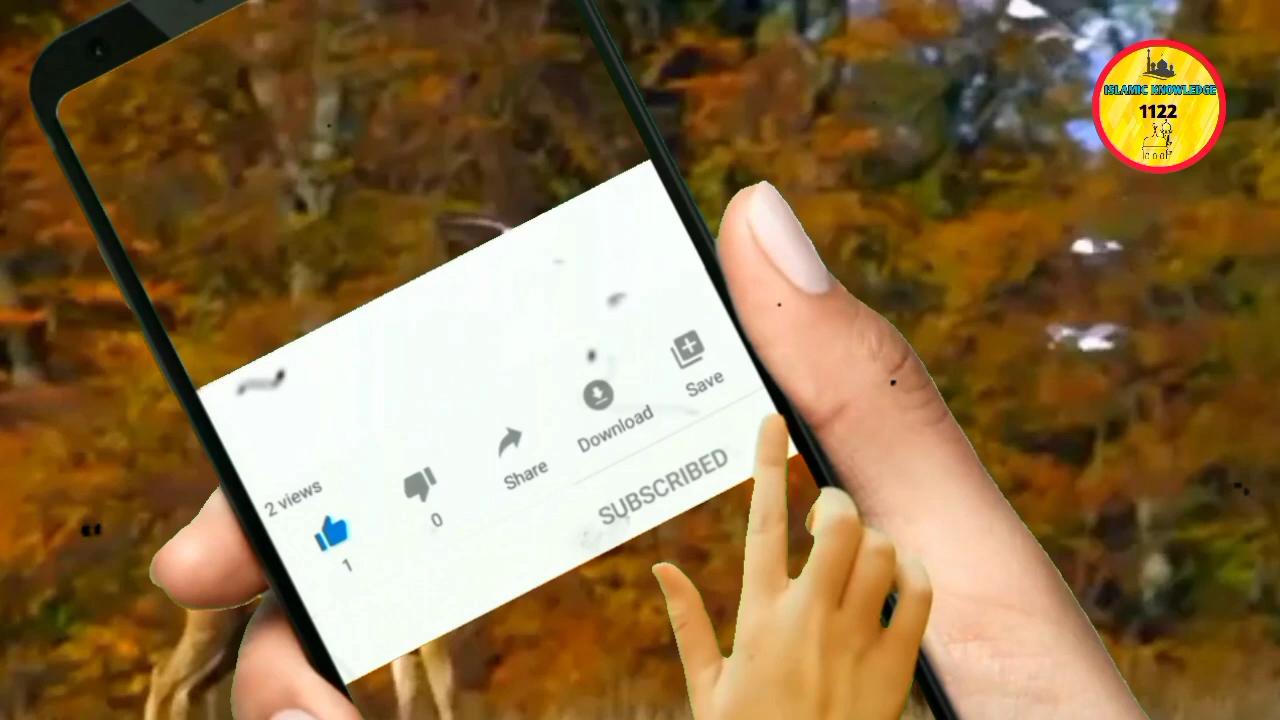 ISLAMIC KNOWLEDGE
1122
2 views
1
0
Share
Download
Save
SUBSCRIBED